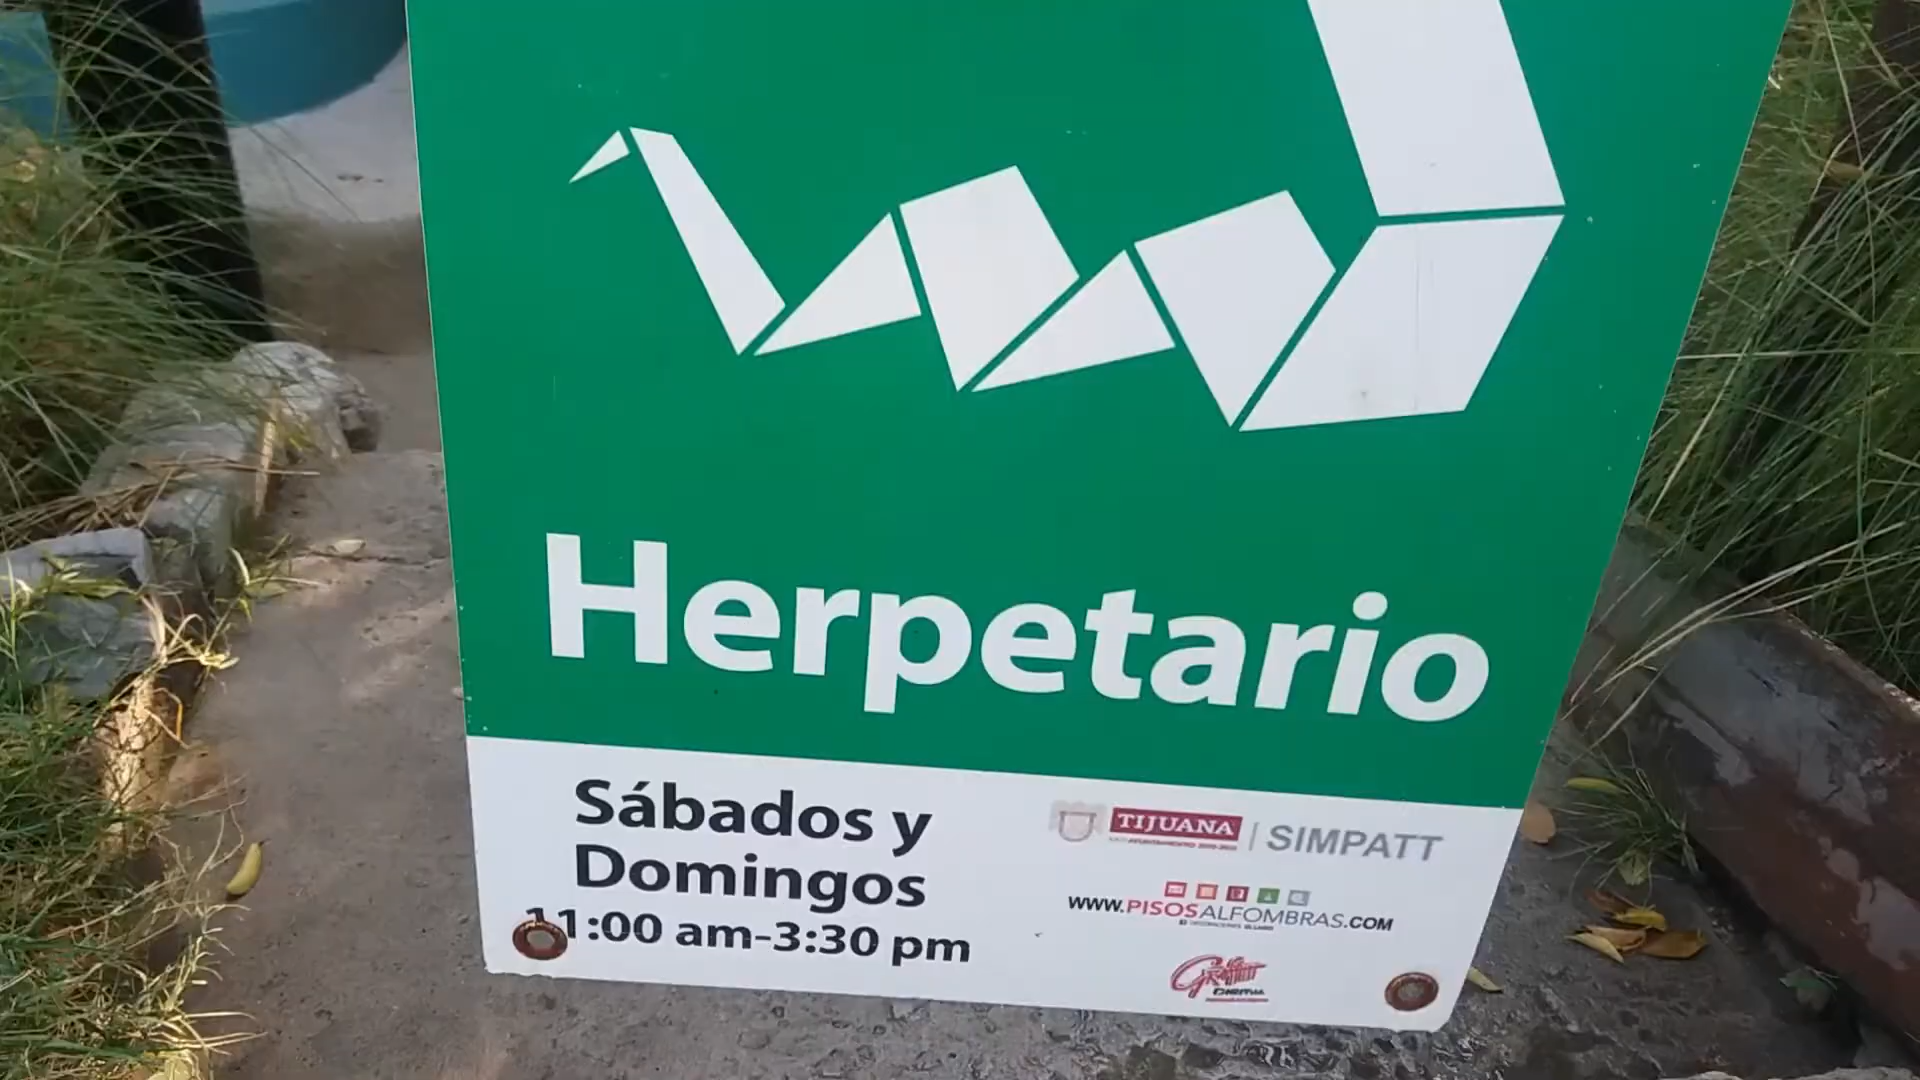 Herpetario
Sábados y
Domingos
11:00 am-3:30 pm
TIJUANA
SIMPATT
WWW.PISOSALFOMBRAS.COM